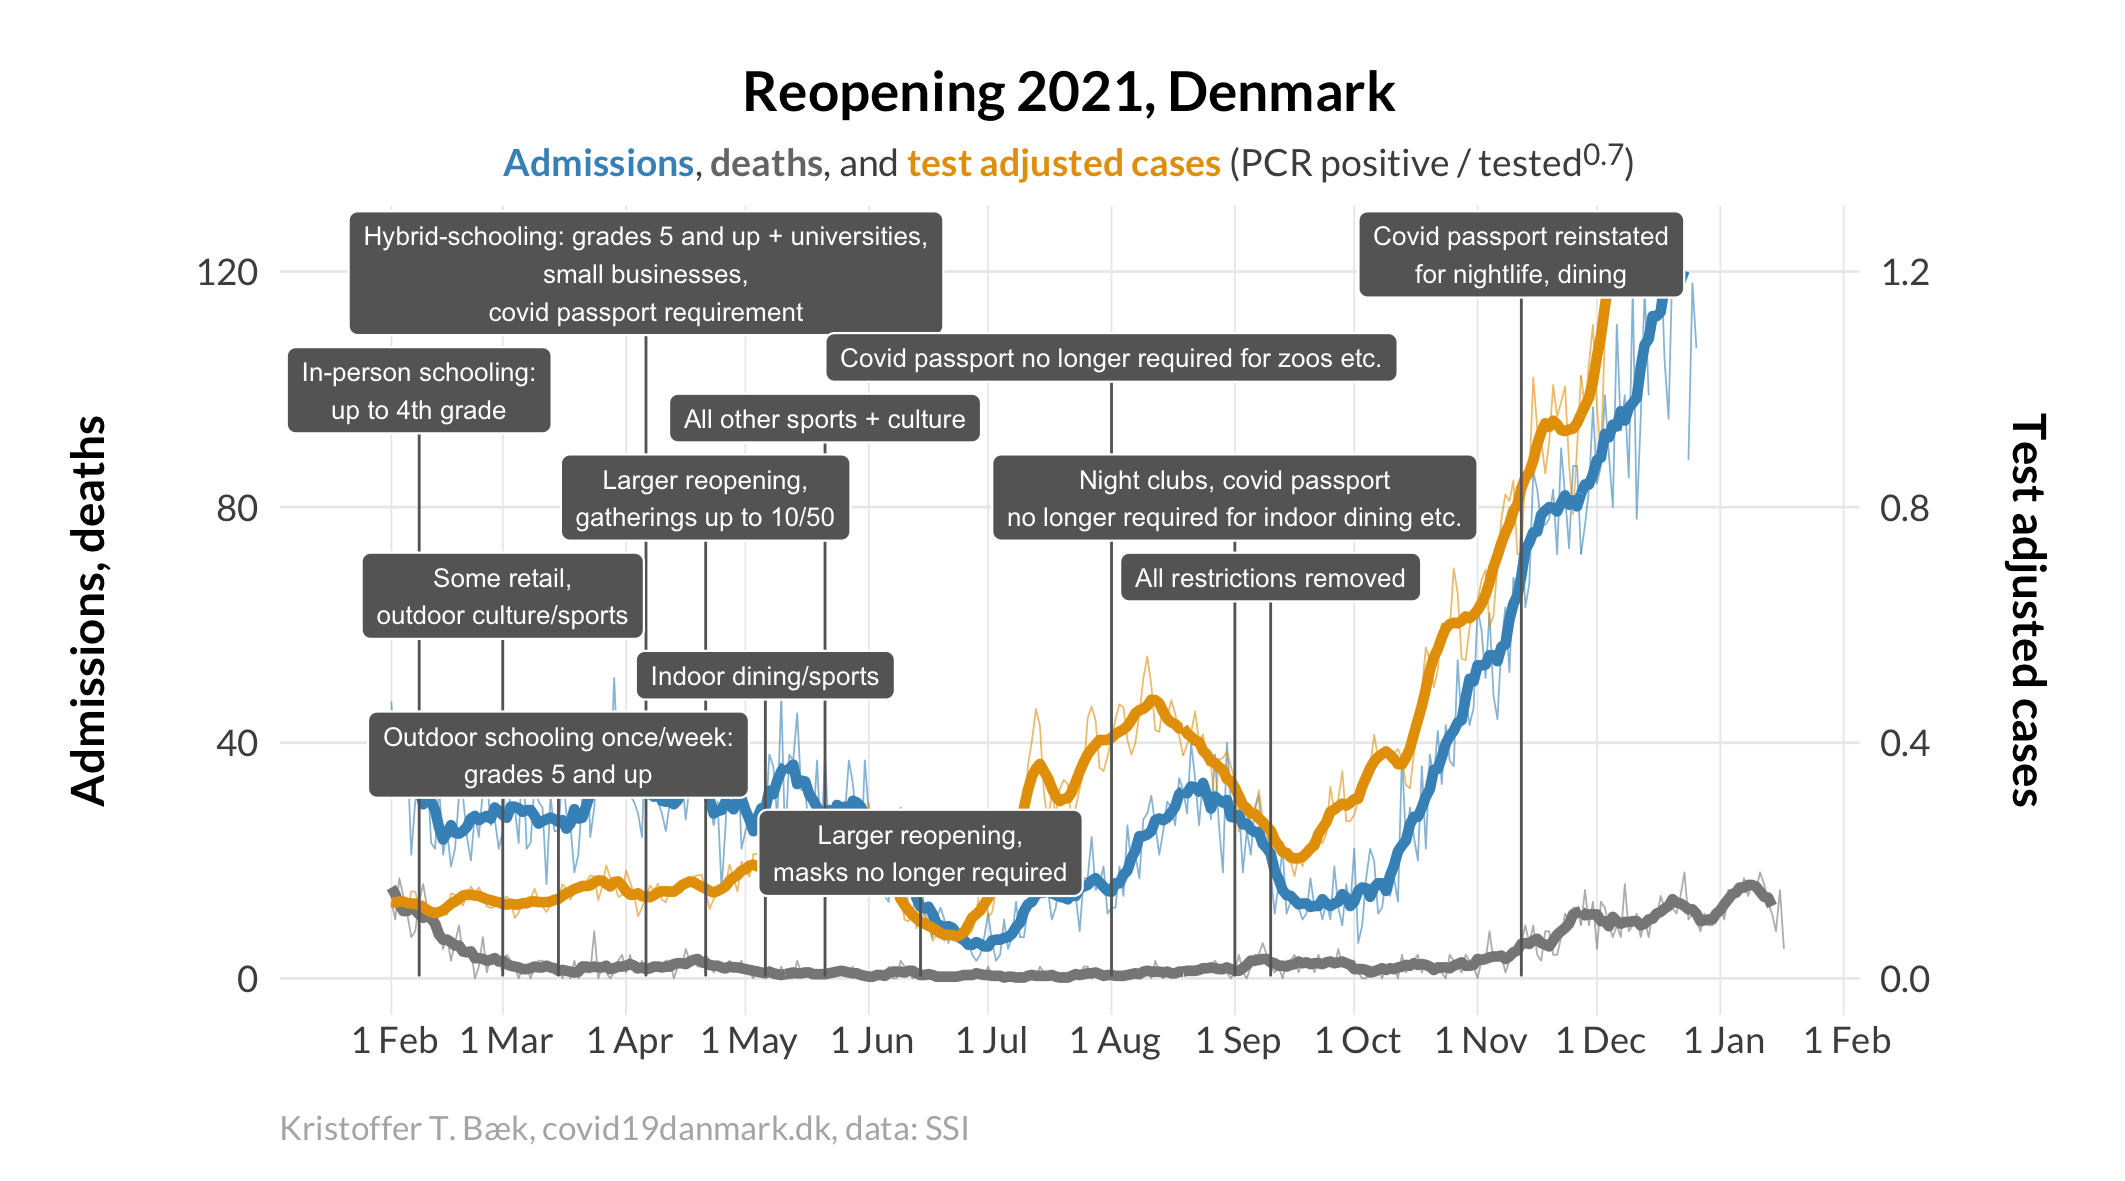 Reopening 2021, Denmark
Admissions, deaths, and test adjusted cases (PCR positive / tested^0.7)
Hybrid-schooling: grades 5 and up + universities,
small businesses,
covid passport requirement
Covid passport reinstated
for nightlife, dining
In-person schooling:
up to 4th grade
Covid passport no longer required for zoos etc.
All other sports + culture
Larger reopening,
gatherings up to 10/50
Night clubs, covid passport
no longer required for indoor dining etc.
Some retail,
outdoor culture/sports
All restrictions removed
Indoor dining/sports
Outdoor schooling once/week:
grades 5 and up
Larger reopening,
masks no longer required
Admissions, deaths
120
80
40
0
Test adjusted cases
1.2
0.8
0.4
0.0
1 Feb 1 Mar 1 Apr 1 May 1 Jun 1 Jul 1 Aug 1 Sep 1 Oct 1 Nov 1 Dec 1 Jan 1 Feb
Kristoffer T. Bæk, covid19danmark.dk, data: SSI